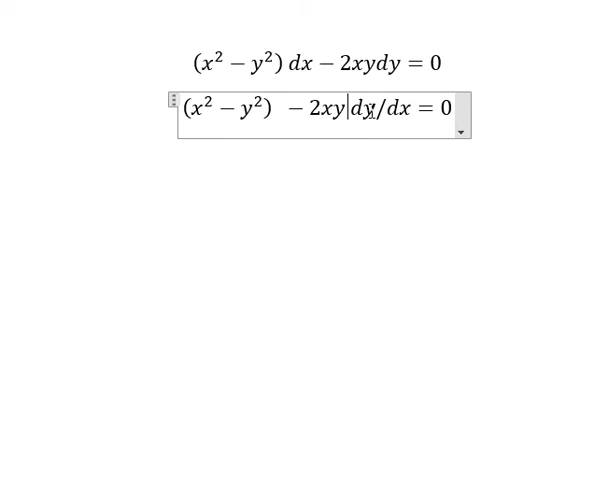 (x² − y²) dx − 2xydy = 0
(x² − y²) − 2xy dy/dx = 0